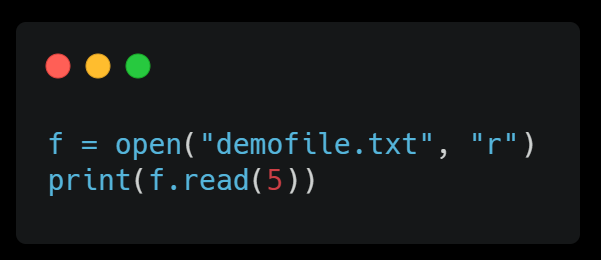 f = open("demofile.txt", "r")
print(f.read(5))